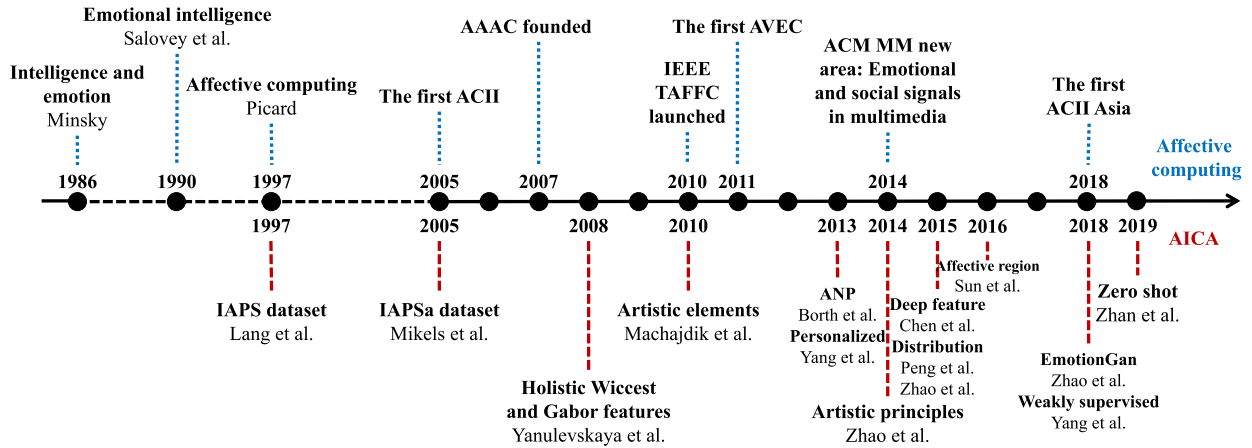 Emotional intelligence
Salovey et al.
Intelligence and
emotion
Minsky
Affective computing
Picard
The first ACII
AAAC founded
IEEE
TAFFC
launched
The first AVEC
ACM MM new
area: Emotional
and social signals
in multimedia
The first
ACII Asia
Affective
computing
1986
1990
1997
2005
2007
2010
2011
2014
2018
1997
2005
2008
2010
2013
2014
2015
2016
2018
2019
AICA
IAPS dataset
Lang et al.
IAPSa dataset
Mikels et al.
Holistic Wiccest
and Gabor features
Yanulevskaya et al.
Artistic elements
Machajdik et al.
ANP
Borth et al.
Personalized
Yang et al.
Artistic principles
Zhao et al.
Deep feature
Chen et al.
Distribution
Peng et al.
Zhao et al.
Affective region
Sun et al.
EmotionGan
Zhao et al.
Weakly supervised
Yang et al.
Zero shot
Zhan et al.